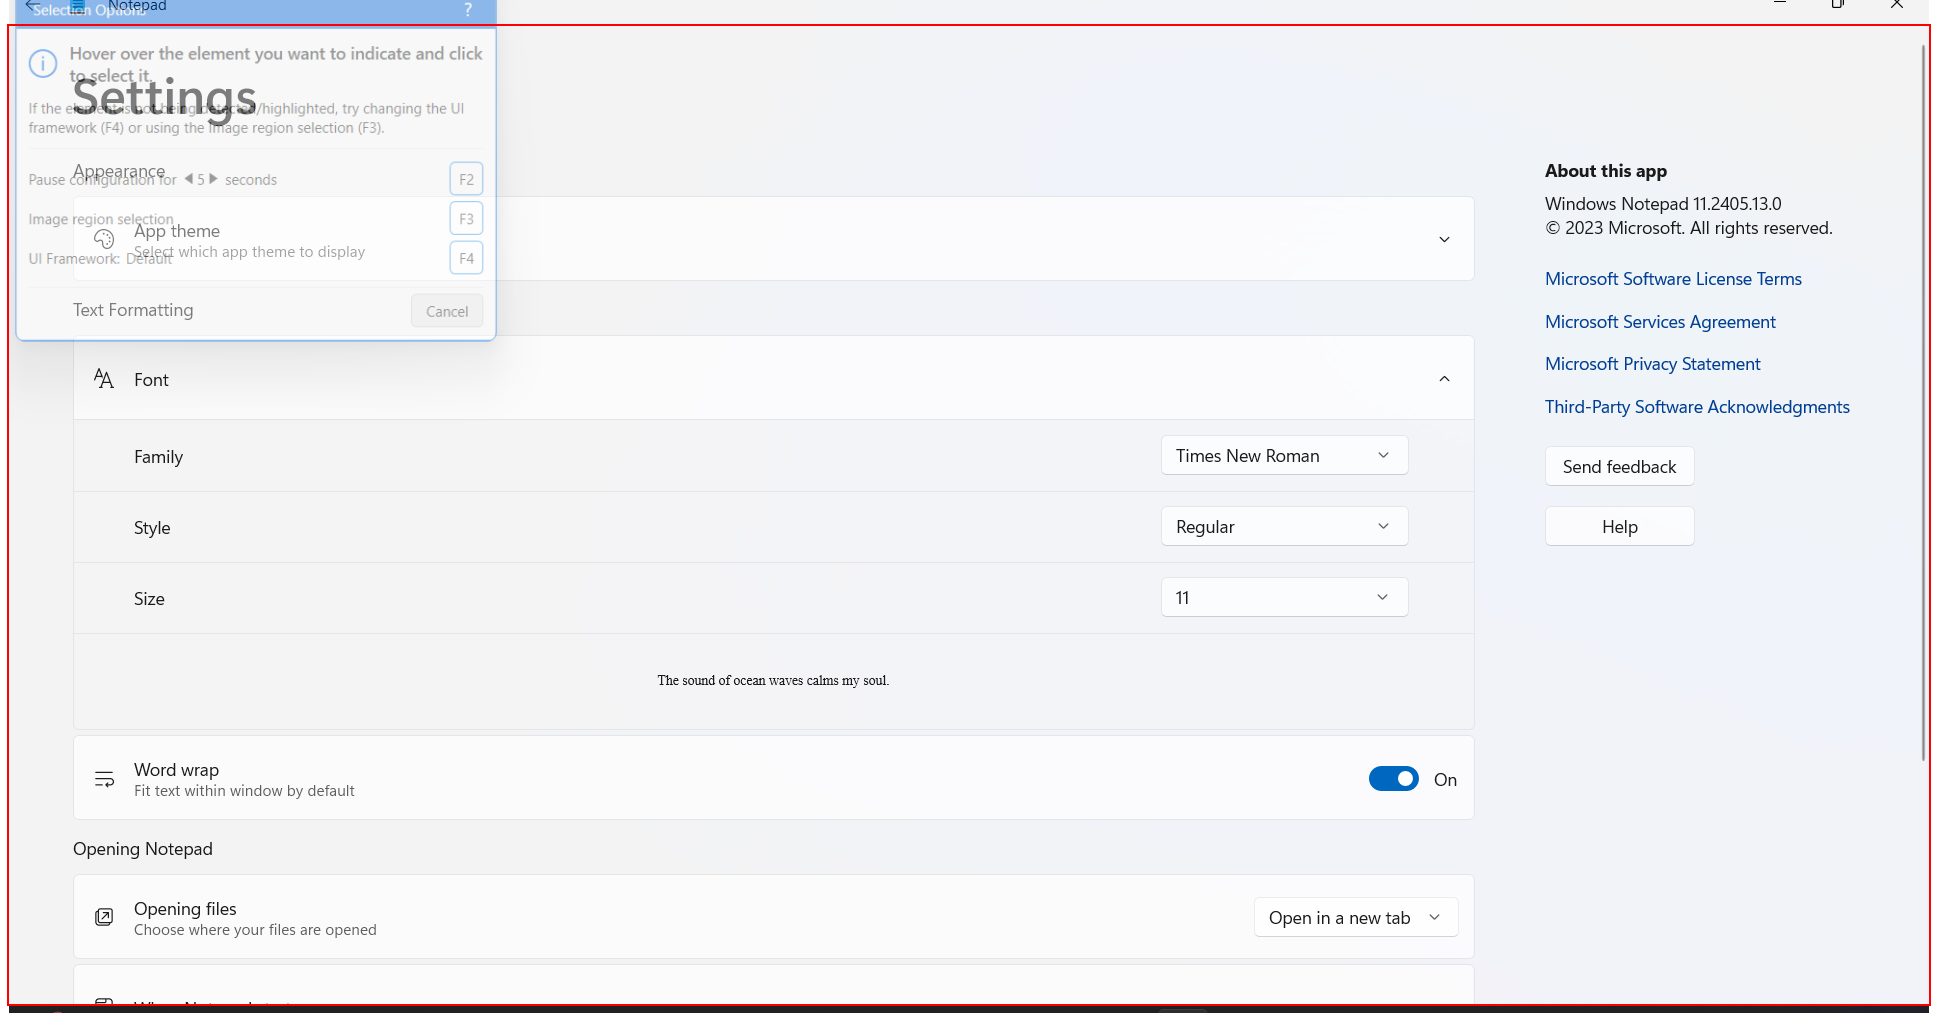 Selection Options ?
Notepad
Hover over the element you want to indicate and click
to select it.
Settings
If the element is not being detected/highlighted, try changing the UI
framework (F4) or using the Image region selection (F3).
Appearance
Pause configuration for 5 seconds F2
Image region selection F3
App theme
Select which app theme to display
UI Framework: Default F4
Text Formatting
Cancel
Font
Family Times New Roman
Style Regular
Size 11
The sound of ocean waves calms my soul.
Word wrap
Fit text within window by default
On
Opening Notepad
Opening files
Choose where your files are opened
Open in a new tab
About this app
Windows Notepad 11.2405.13.0
© 2023 Microsoft. All rights reserved.
Microsoft Software License Terms
Microsoft Services Agreement
Microsoft Privacy Statement
Third-Party Software Acknowledgments
Send feedback
Help